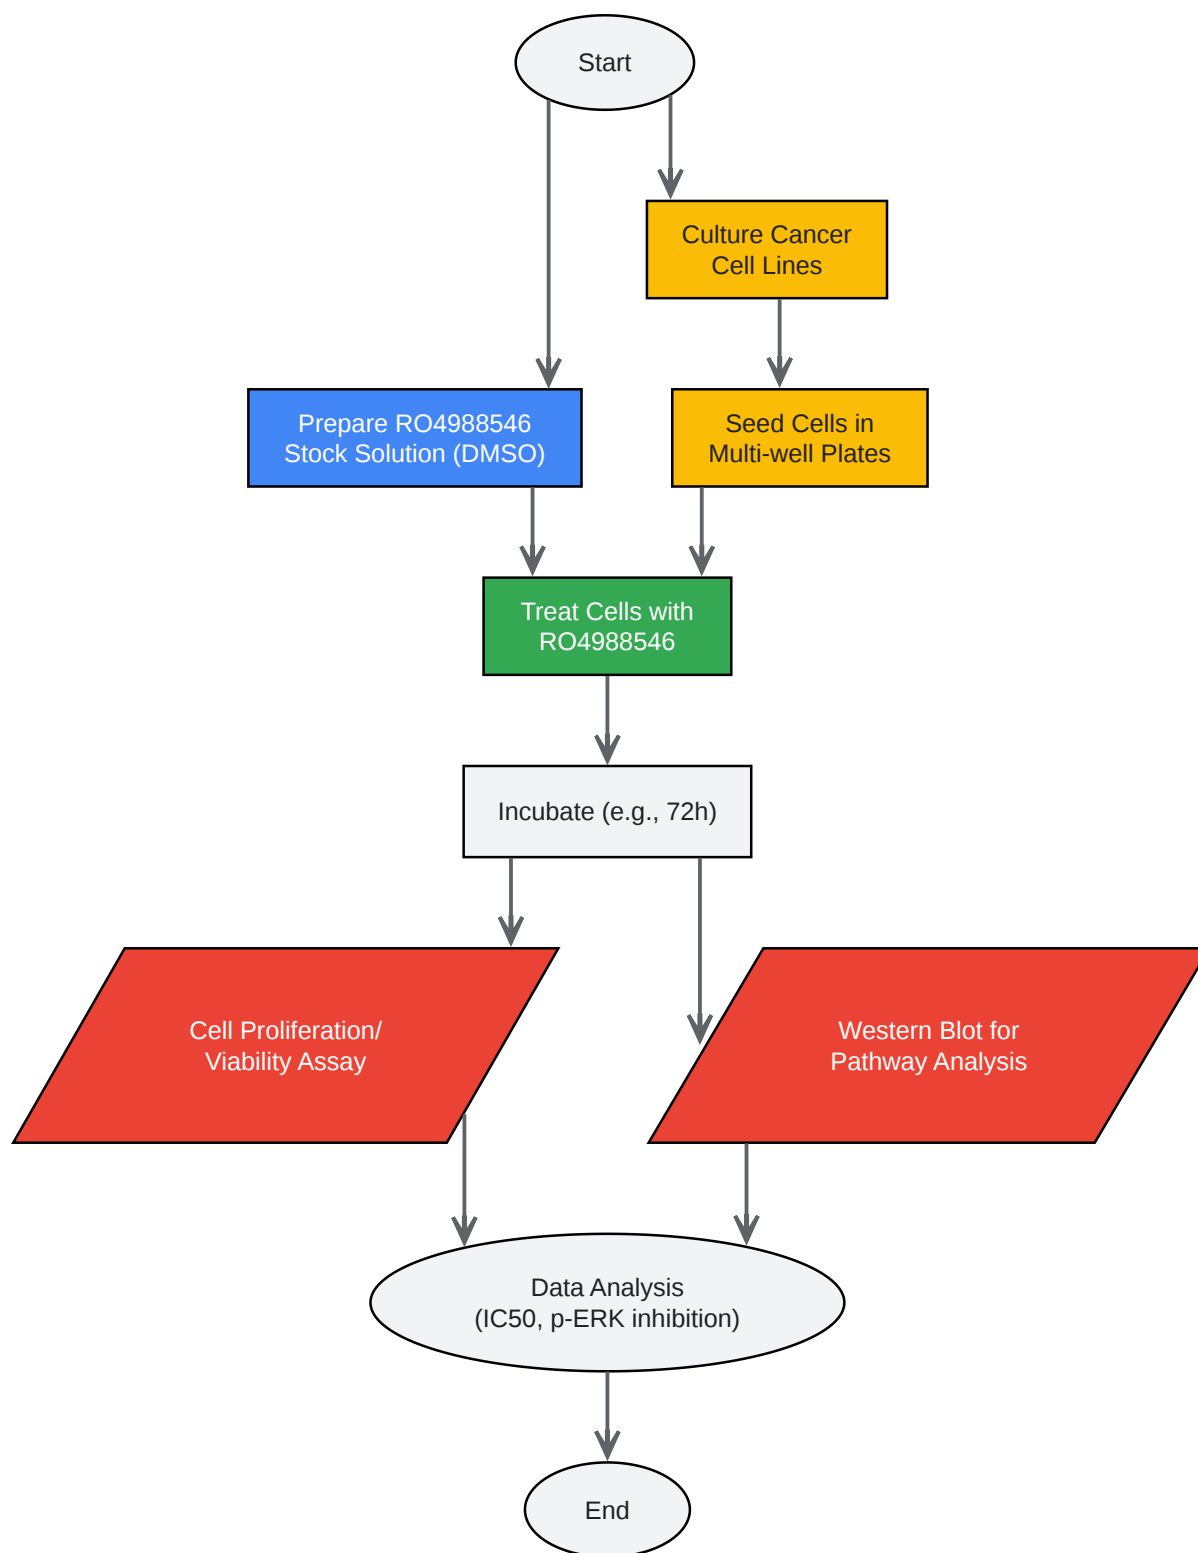 Start
Culture Cancer
Cell Lines
Prepare RO4988546
Stock Solution (DMSO)
Seed Cells in
Multi-well Plates
Treat Cells with
RO4988546
Incubate (e.g., 72h)
Cell Proliferation/
Viability Assay
Western Blot for
Pathway Analysis
Data Analysis
(IC50, p-ERK inhibition)
End